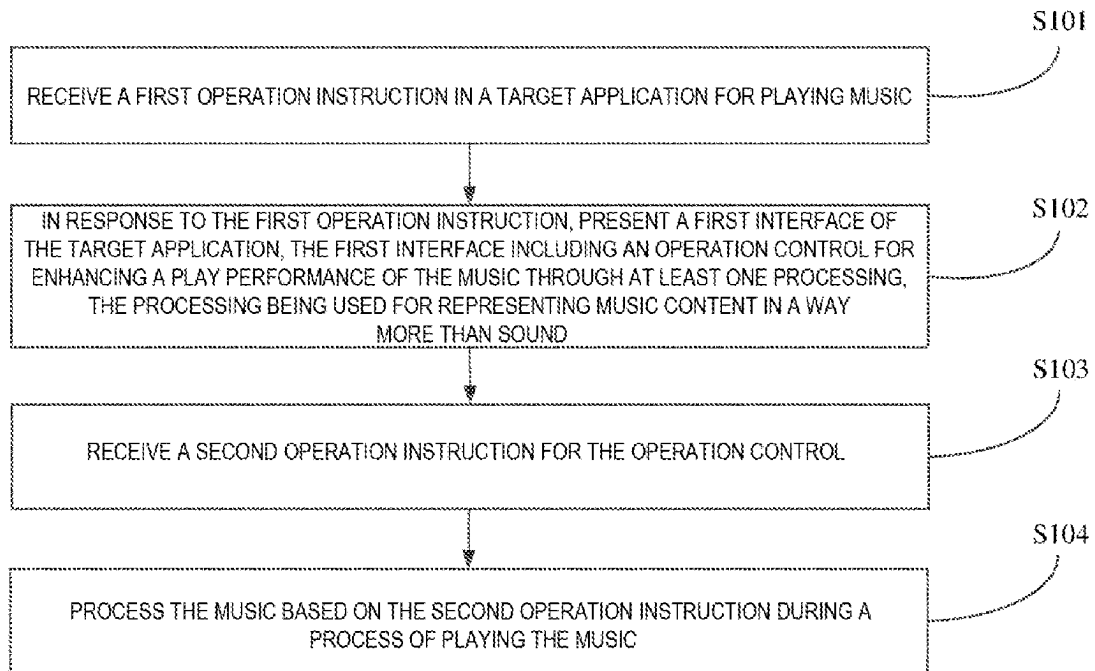 S101
RECEIVE A FIRST OPERATION INSTRUCTION IN A TARGET APPLICATION FOR PLAYING MUSIC
S102
IN RESPONSE TO THE FIRST OPERATION INSTRUCTION, PRESENT A FIRST INTERFACE OF
THE TARGET APPLICATION, THE FIRST INTERFACE INCLUDING AN OPERATION CONTROL FOR
ENHANCING A PLAY PERFORMANCE OF THE MUSIC THROUGH AT LEAST ONE PROCESSING,
THE PROCESSING BEING USED FOR REPRESENTING MUSIC CONTENT IN A WAY
MORE THAN SOUND
S103
RECEIVE A SECOND OPERATION INSTRUCTION FOR THE OPERATION CONTROL
S104
PROCESS THE MUSIC BASED ON THE SECOND OPERATION INSTRUCTION DURING A
PROCESS OF PLAYING THE MUSIC